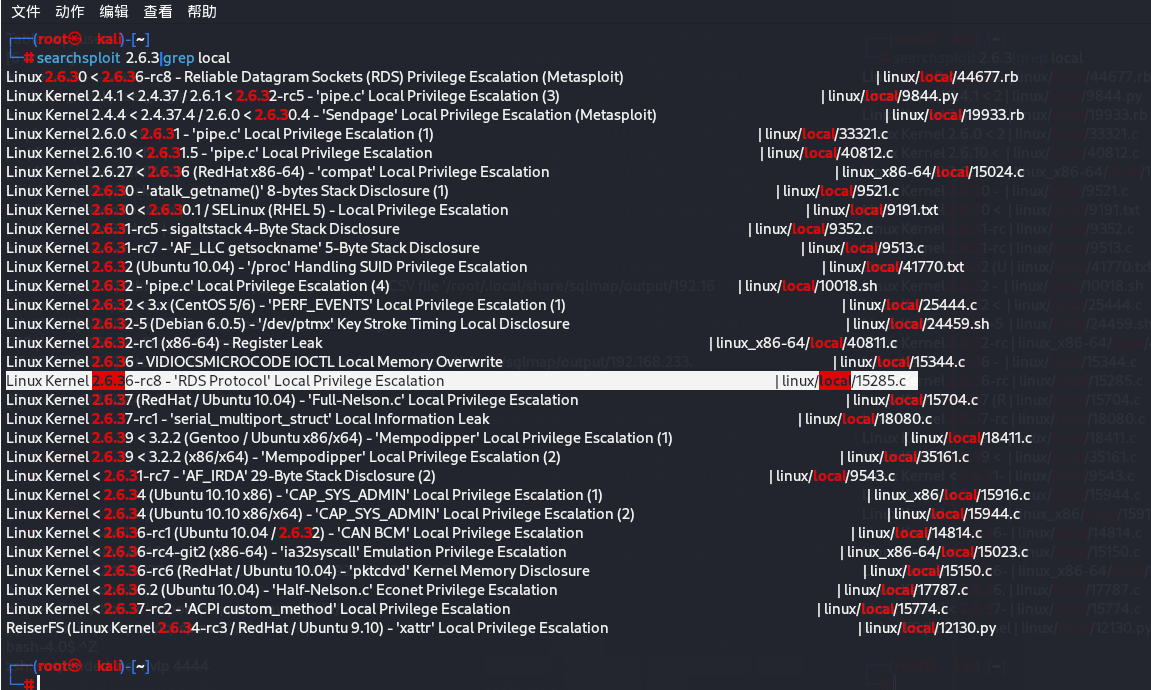 文件 动作 编辑 查看 帮助
┌──(root㉿ kali)-[~]
└─# searchsploit 2.6.3|grep local
Linux 2.6.30 < 2.6.36-rc8 - Reliable Datagram Sockets (RDS) Privilege Escalation (Metasploit) | linux/local/44677.rb
Linux Kernel 2.4.1 < 2.4.37 / 2.6.1 < 2.6.32-rc5 - 'pipe.c' Local Privilege Escalation (3) | linux/local/9844.py
Linux Kernel 2.4.4 < 2.4.37.4 / 2.6.0 < 2.6.30.4 - 'Sendpage' Local Privilege Escalation (Metasploit) | linux/local/19933.rb
Linux Kernel 2.6.0 < 2.6.31 - 'pipe.c' Local Privilege Escalation (1) | linux/local/33321.c
Linux Kernel 2.6.10 < 2.6.31.5 - 'pipe.c' Local Privilege Escalation | linux/local/40812.c
Linux Kernel 2.6.27 < 2.6.36 (RedHat x86-64) - 'compat' Local Privilege Escalation | linux_x86-64/local/15024.c
Linux Kernel 2.6.30 - 'atalk_getname()' 8-bytes Stack Disclosure (1) | linux/local/9521.c
Linux Kernel 2.6.30 < 2.6.30.1 / SELinux (RHEL 5) - Local Privilege Escalation | linux/local/9191.txt
Linux Kernel 2.6.31-rc5 - sigaltstack 4-Byte Stack Disclosure | linux/local/9352.c
Linux Kernel 2.6.31-rc7 - 'AF_LLC getsockname' 5-Byte Stack Disclosure | linux/local/9513.c
Linux Kernel 2.6.32 (Ubuntu 10.04) - '/proc' Handling SUID Privilege Escalation | linux/local/41770.txt
Linux Kernel 2.6.32 - 'pipe.c' Local Privilege Escalation (4) | linux/local/10018.sh
Linux Kernel 2.6.32 < 3.x (CentOS 5/6) - 'PERF_EVENTS' Local Privilege Escalation (1) | linux/local/25444.c
Linux Kernel 2.6.32-5 (Debian 6.0.5) - '/dev/ptmx' Key Stroke Timing Local Disclosure | linux/local/24459.sh
Linux Kernel 2.6.32-rc1 (x86-64) - Register Leak | linux_x86-64/local/40811.c
Linux Kernel 2.6.36 - VIDIOCSMICROCODE IOCTL Local Memory Overwrite | linux/local/15344.c
Linux Kernel 2.6.36-rc8 - 'RDS Protocol' Local Privilege Escalation | linux/local/15285.c
Linux Kernel 2.6.37 (RedHat / Ubuntu 10.04) - 'Full-Nelson.c' Local Privilege Escalation | linux/local/15704.c
Linux Kernel 2.6.37-rc1 - 'serial_multiport_struct' Local Information Leak | linux/local/18080.c
Linux Kernel 2.6.39 < 3.2.2 (Gentoo / Ubuntu x86/x64) - 'Mempodipper' Local Privilege Escalation (1) | linux/local/18411.c
Linux Kernel 2.6.39 < 3.2.2 (x86/x64) - 'Mempodipper' Local Privilege Escalation (2) | linux/local/35161.c
Linux Kernel < 2.6.31-rc7 - 'AF_IRDA' 29-Byte Stack Disclosure (2) | linux/local/9543.c
Linux Kernel < 2.6.34 (Ubuntu 10.10 x86) - 'CAP_SYS_ADMIN' Local Privilege Escalation (1) | linux_x86/local/15916.c
Linux Kernel < 2.6.34 (Ubuntu 10.10 x86/x64) - 'CAP_SYS_ADMIN' Local Privilege Escalation (2) | linux/local/15944.c
Linux Kernel < 2.6.36-rc1 (Ubuntu 10.04 / 2.6.32) - 'CAN BCM' Local Privilege Escalation | linux/local/14814.c
Linux Kernel < 2.6.36-rc4-git2 (x86-64) - 'ia32syscall' Emulation Privilege Escalation | linux_x86-64/local/15023.c
Linux Kernel < 2.6.36-rc6 (RedHat / Ubuntu 10.04) - 'pktcdvd' Kernel Memory Disclosure | linux/local/15150.c
Linux Kernel < 2.6.36.2 (Ubuntu 10.04) - 'Half-Nelson.c' Econet Privilege Escalation | linux/local/17787.c
Linux Kernel < 2.6.37-rc2 - 'ACPI custom_method' Local Privilege Escalation | linux/local/15774.c
ReiserFS (Linux Kernel 2.6.34-rc3 / RedHat / Ubuntu 9.10) - 'xattr' Local Privilege Escalation | linux/local/12130.py
┌──(root㉿ kali)-[~]
└─#